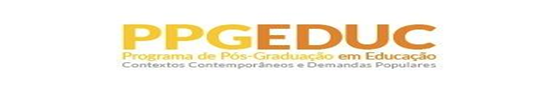 PPGEDUC
Programa de Pós-Graduação em Educação
Contextos Contemporâneos e Demandas Populares